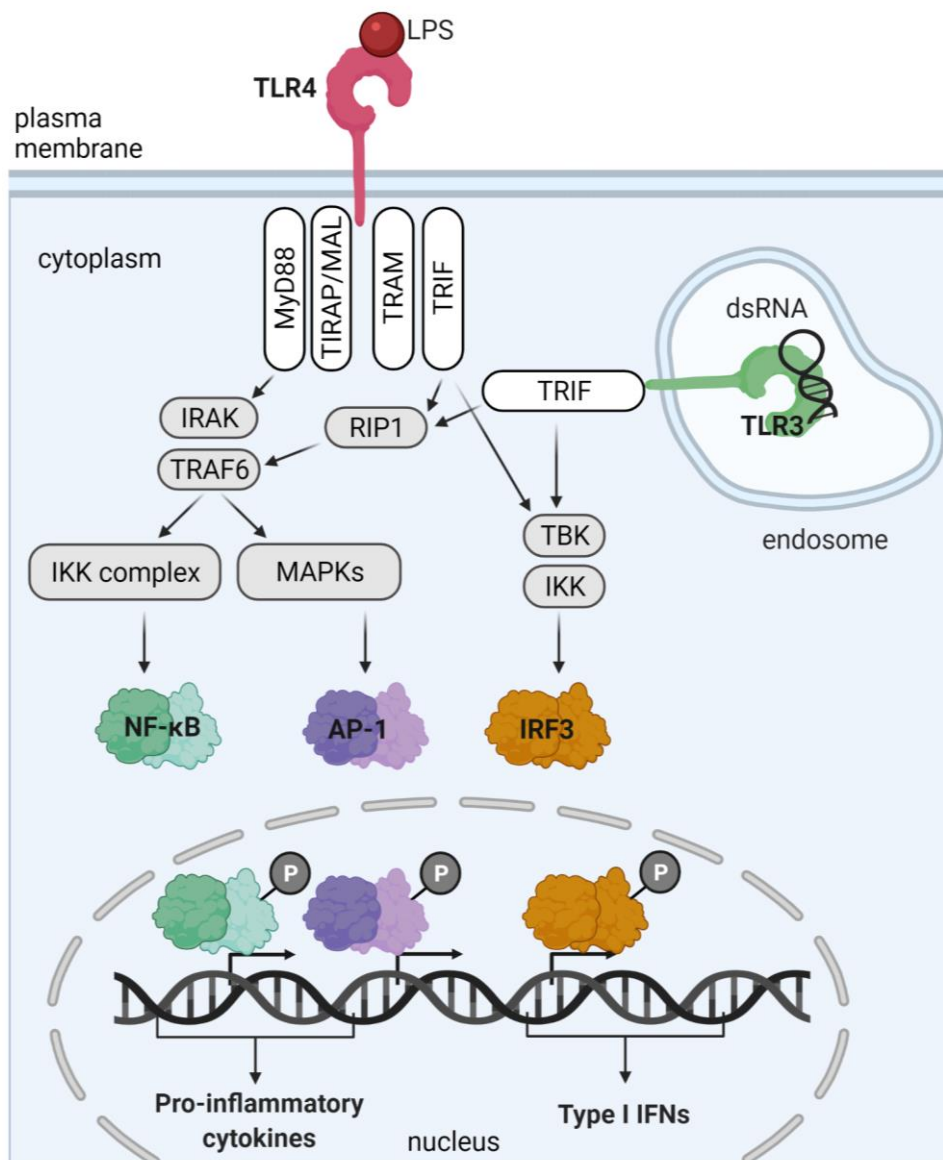 LPS
TLR4
plasma
membrane
cytoplasm
MyD88
TIRAP/MAL
TRAM
TRIF
dsRNA
TLR3
TRIF
IRAK
RIP1
TRAF6
endosome
TBK
IKK complex
MAPKs
IKK
NF-κB
AP-1
IRF3
P
P
P
Pro-inflammatory
cytokines
Type I IFNs
nucleus